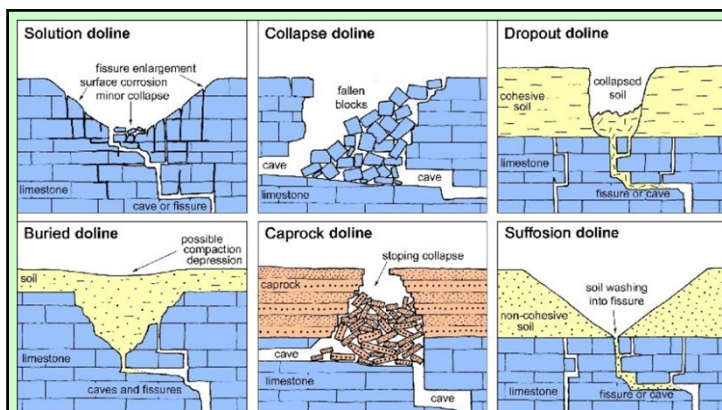 Solution doline
fissure enlargement
surface corrosion
minor collapse
limestone
cave or fissure
Collapse doline
fallen
blocks
cave
cave
limestone
Dropout doline
cohesive
soil
collapsed
soil
limestone
fissure or cave
Buried doline
possible
compaction
depression
soil
limestone
caves and fissures
Caprock doline
stoping collapse
caprock
cave
limestone
cave
Suffosion doline
soil washing
into fissure
non-cohesive
soil
limestone
fissure or cave